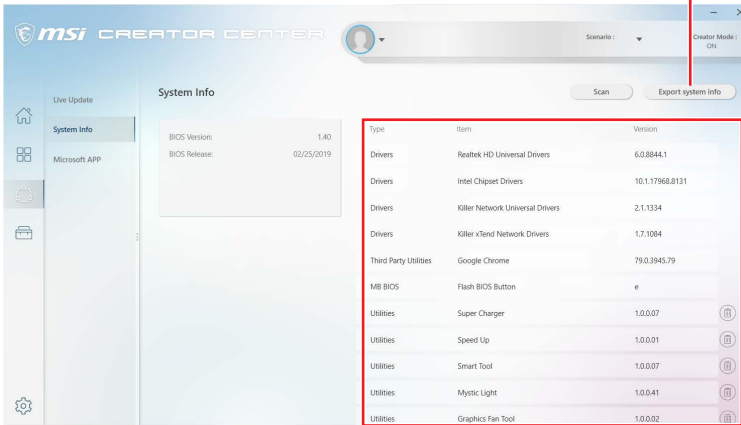 msi CREATOR CENTER
Scenario :
Creator Mode :
ON
Live Update
System Info
Microsoft APP
System Info
Scan
Export system info
BIOS Version: 1.40
BIOS Release: 02/25/2019
Type Item Version
Drivers Realtek HD Universal Drivers 6.0.8844.1
Drivers Intel Chipset Drivers 10.1.17968.8131
Drivers Killer Network Universal Drivers 2.1.1334
Drivers Killer xTend Network Drivers 1.7.1084
Third Party Utilities Google Chrome 79.0.3945.79
MB BIOS Flash BIOS Button e
Utilities Super Charger 1.0.0.07
Utilities Speed Up 1.0.0.01
Utilities Smart Tool 1.0.0.07
Utilities Mystic Light 1.0.0.41
Utilities Graphics Fan Tool 1.0.0.02